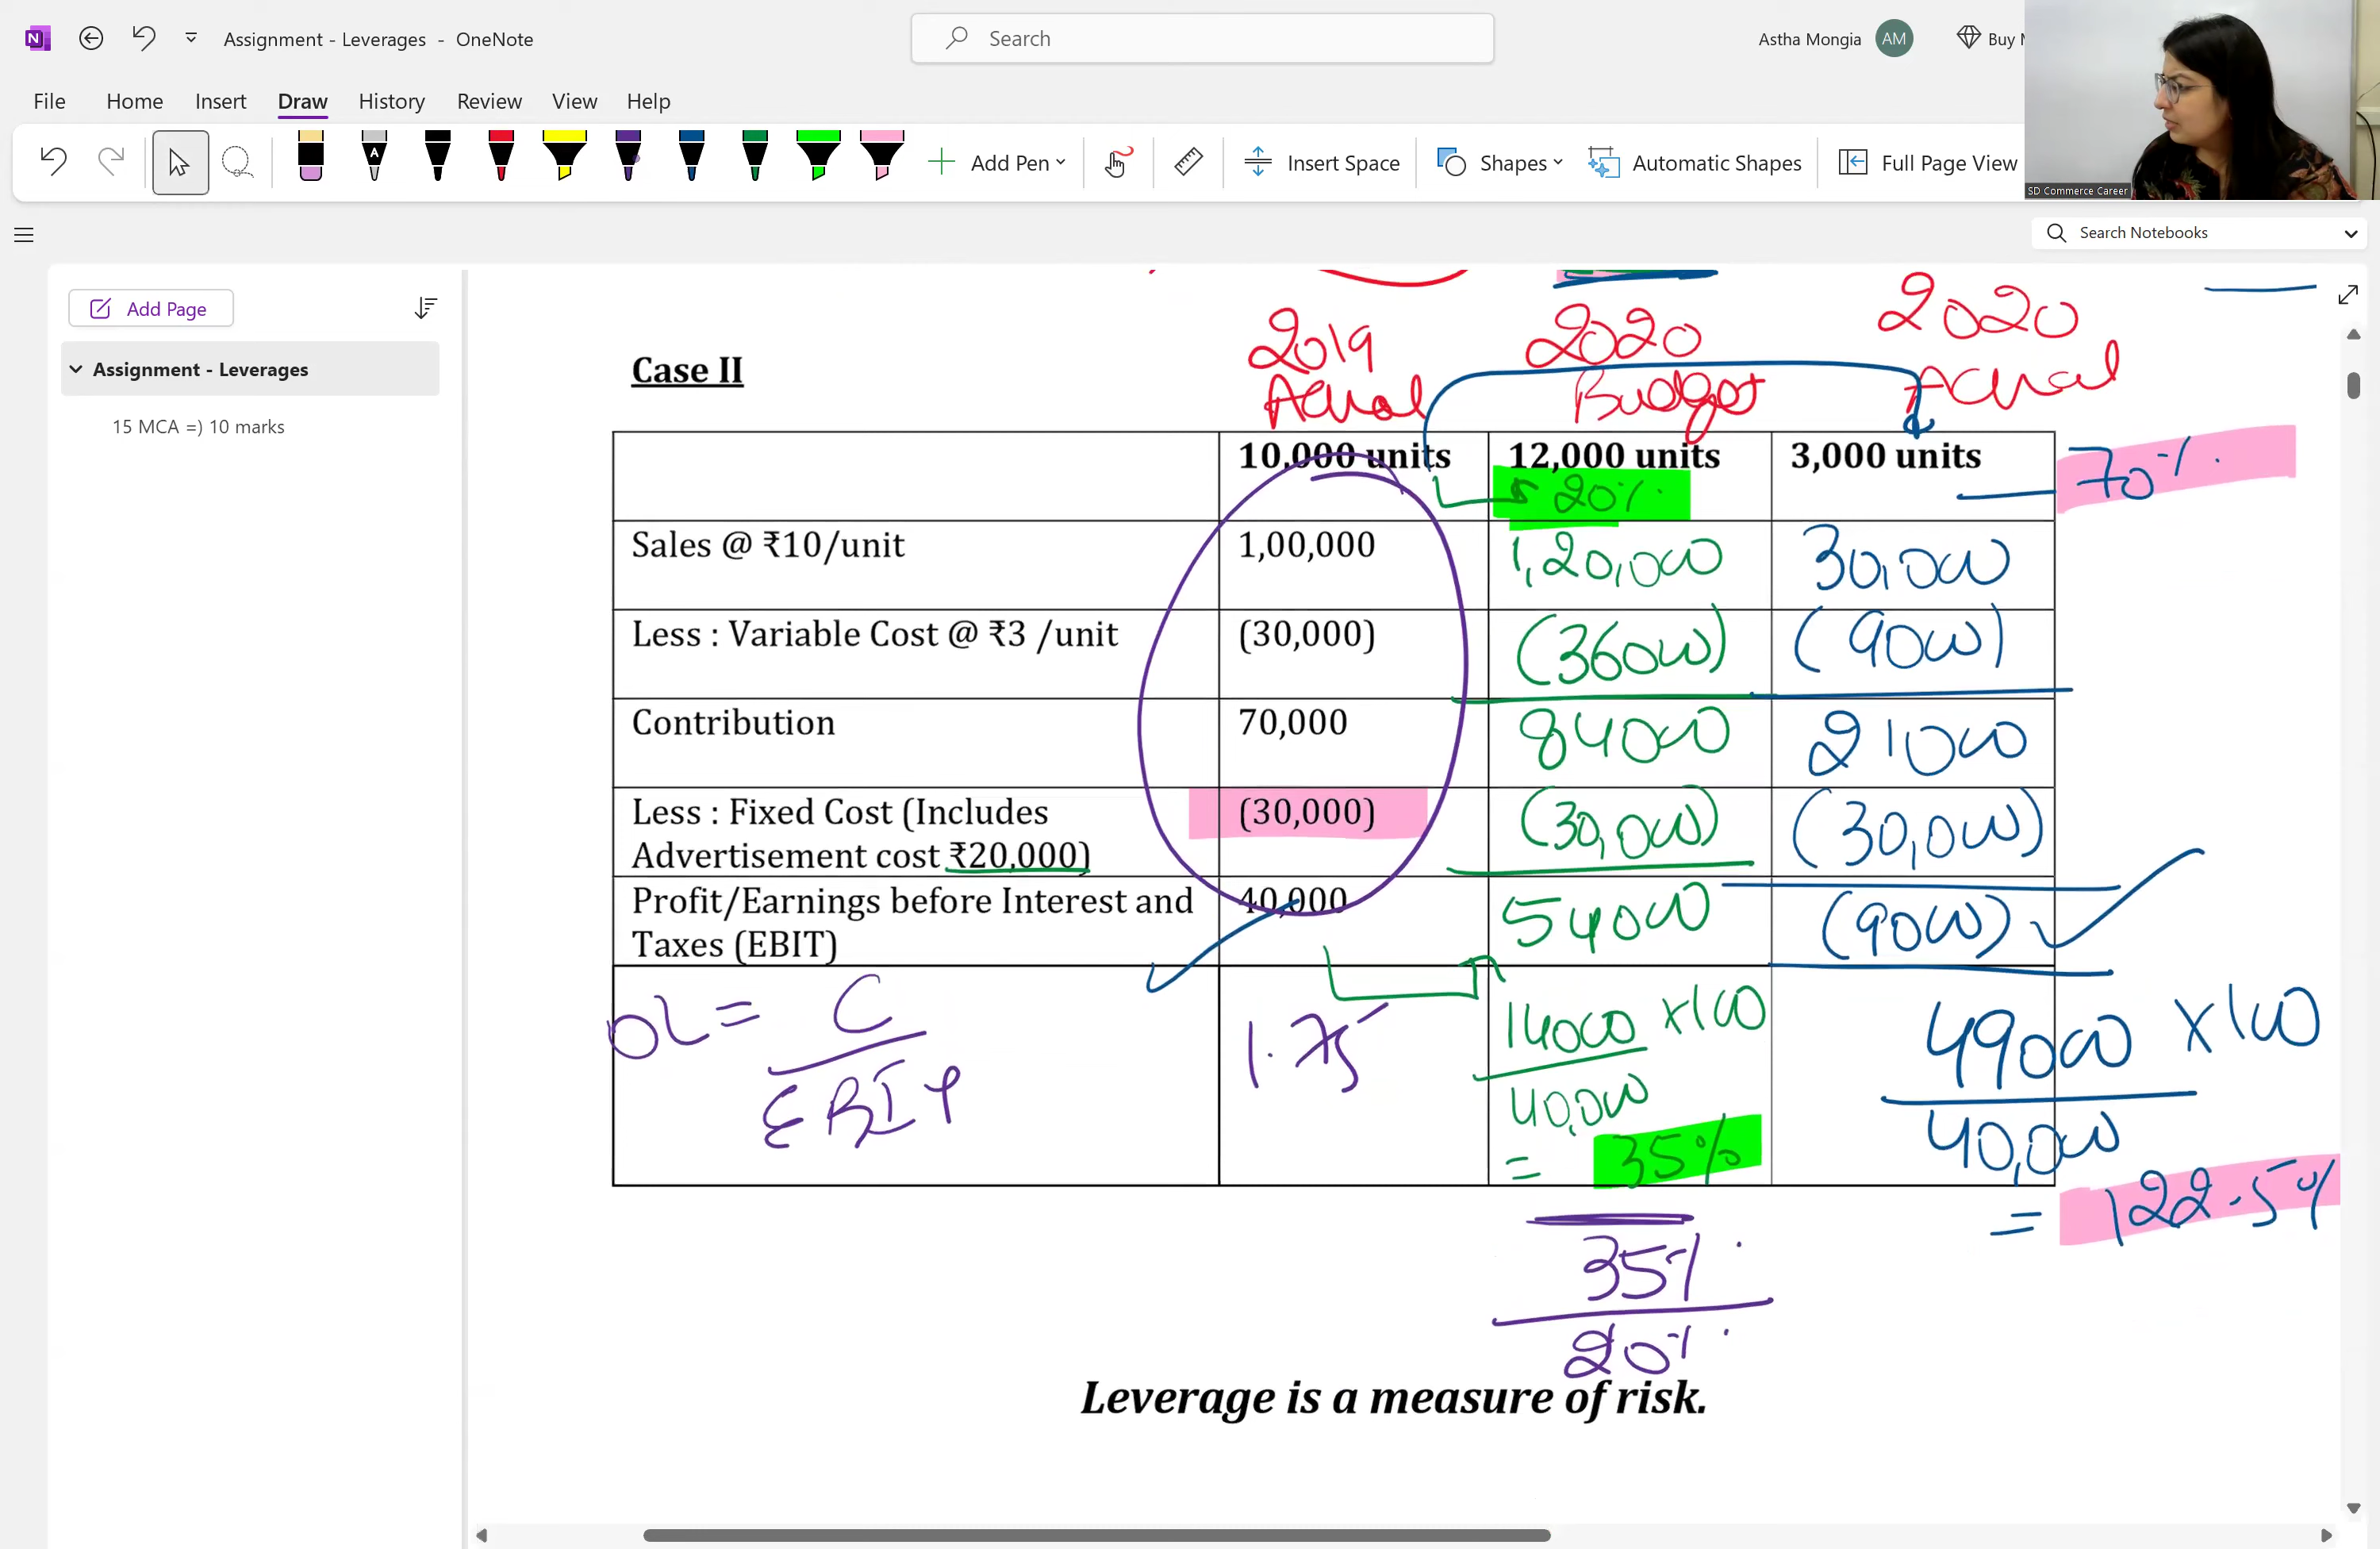 Assignment - Leverages - OneNote
Search
Astha Mongia AM
Buy
File Home Insert Draw History Review View Help
A
Add Pen
Insert Space
Shapes
Automatic Shapes
Full Page View
SD Commerce Career
Search Notebooks
Add Page
Assignment - Leverages
15 MCA =) 10 marks
2019 2020 2020
Actual Budget Actual
Case II
10,000 units 12,000 units 3,000 units 70%
20%
Sales @ ₹10/unit 1,00,000 1,20,000 30,000
Less : Variable Cost @ ₹3 /unit (30,000) (36000) (9000)
Contribution 70,000 84000 21000
Less : Fixed Cost (Includes (30,000) (30,000) (30,000)
Advertisement cost ₹20,000)
Profit/Earnings before Interest and 40,000 54000 (9000)
Taxes (EBIT)
OL = C 1.75 14000 x100 49000 x100
EBIT 40,000 40,000
= 35% = 122.5%
35%
20%
Leverage is a measure of risk.